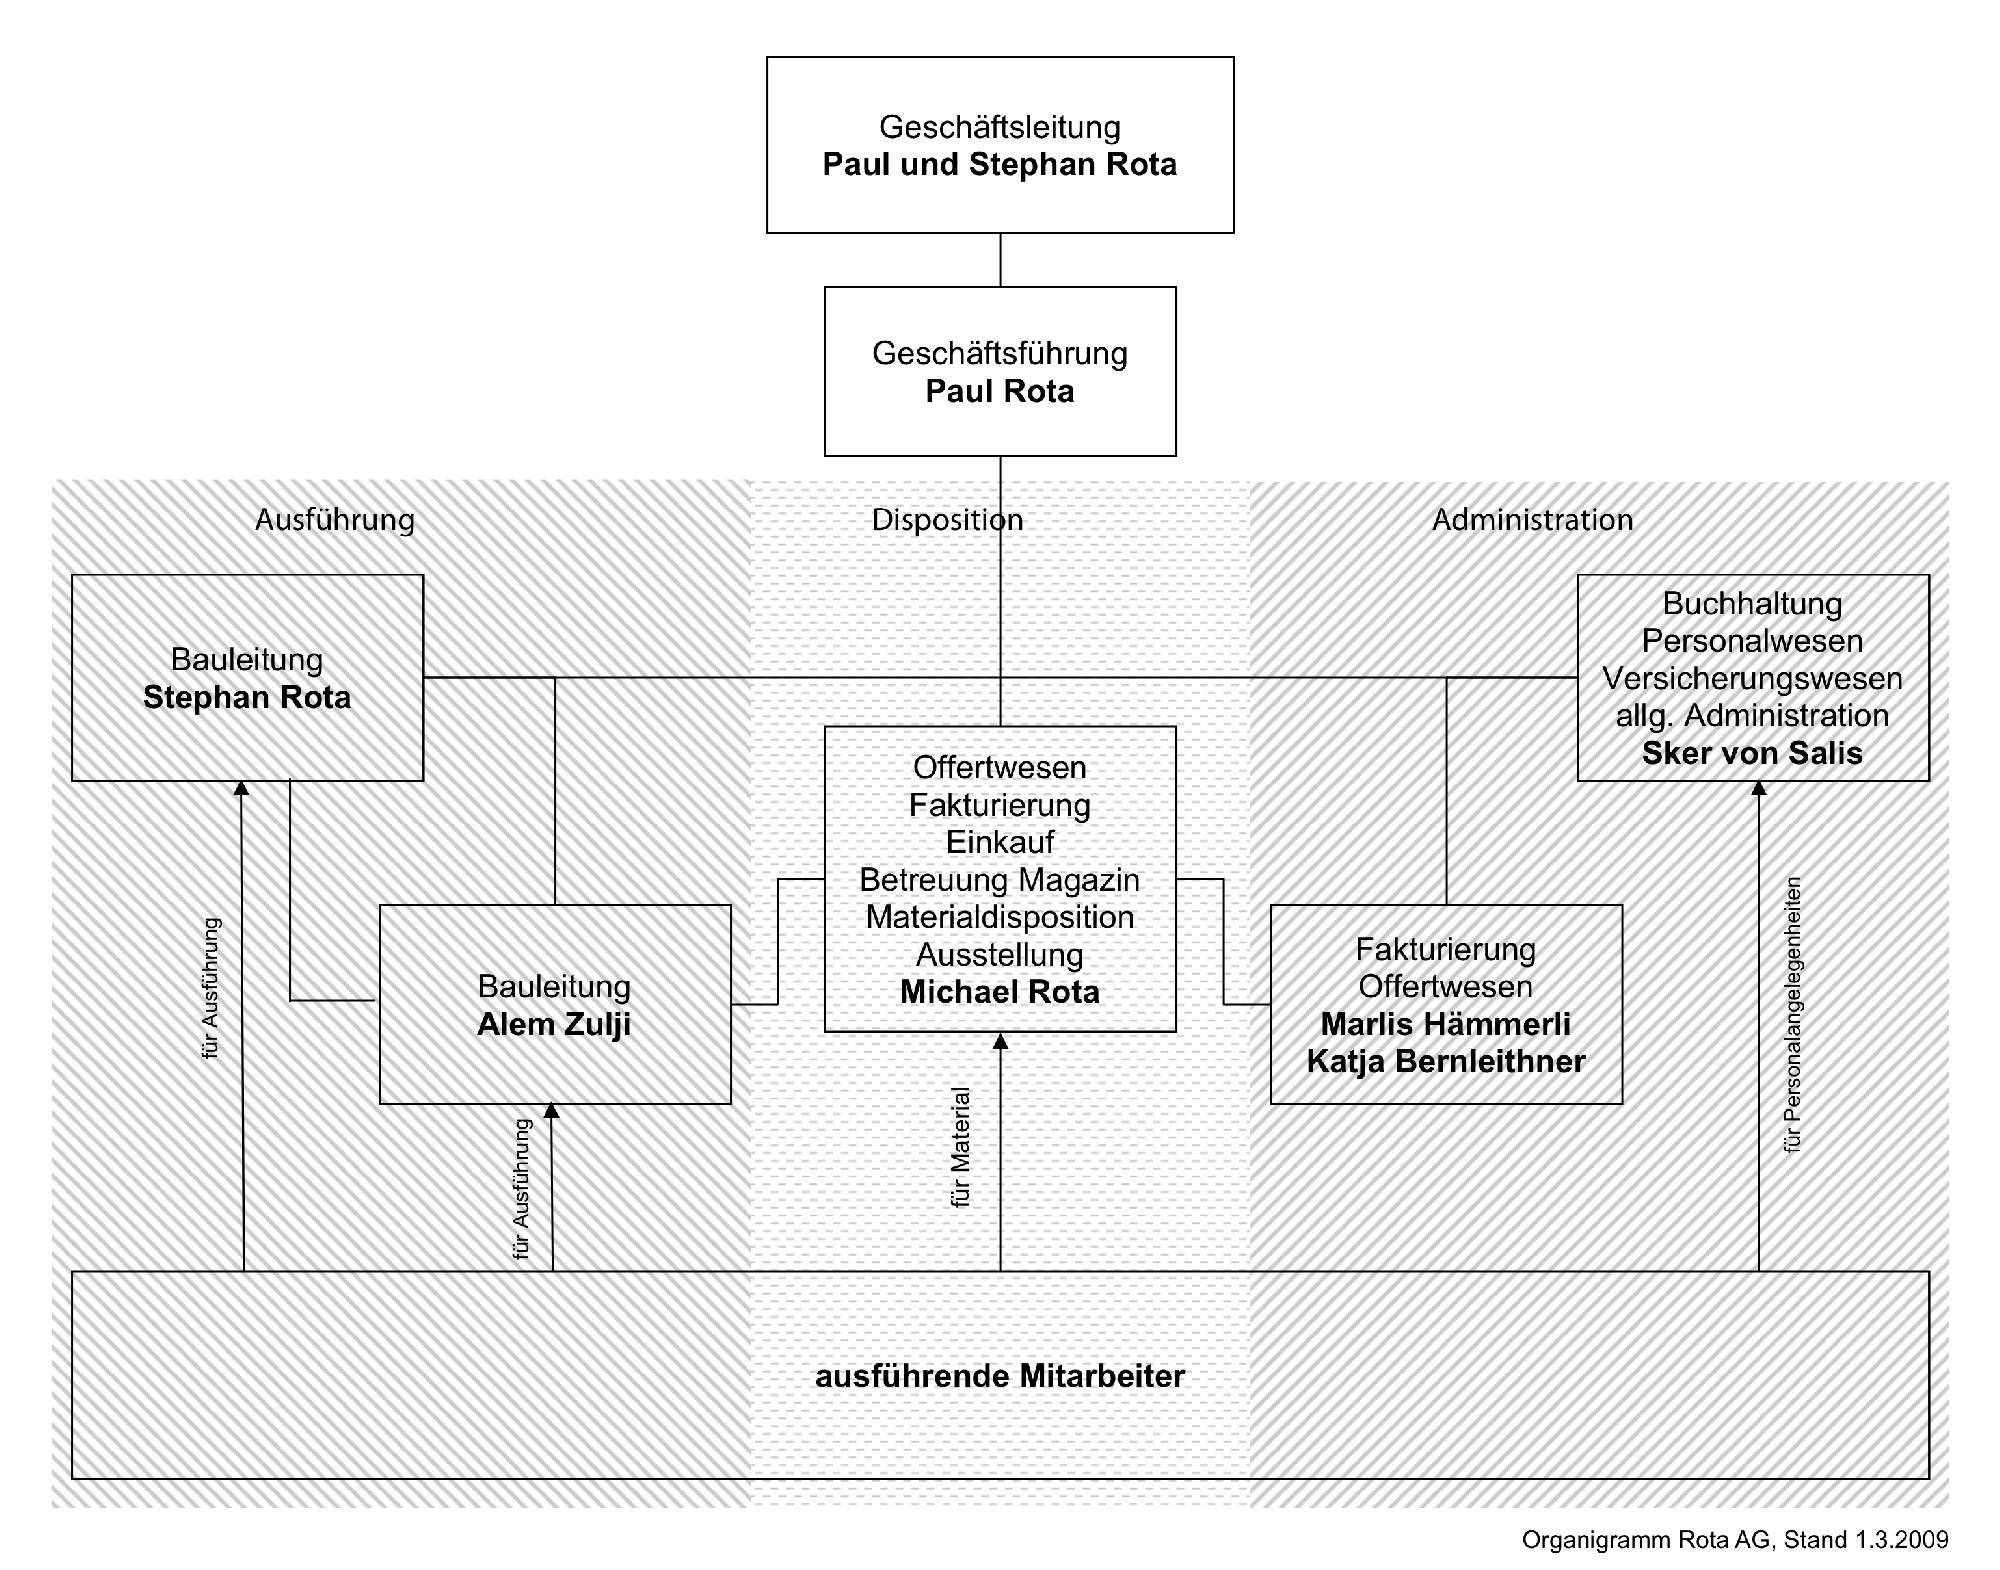 Geschäftsleitung
Paul und Stephan Rota
Geschäftsführung
Paul Rota
Ausführung
Disposition
Administration
Bauleitung
Stephan Rota
Buchhaltung
Personalwesen
Versicherungswesen
allg. Administration
Sker von Salis
Offertwesen
Fakturierung
Einkauf
Betreuung Magazin
Materialdisposition
Ausstellung
Michael Rota
Bauleitung
Alem Zulji
Fakturierung
Offertwesen
Marlis Hämmerli
Katja Bernleithner
für Ausführung
für Ausführung
für Material
für Personalangelegenheiten
ausführende Mitarbeiter
Organigramm Rota AG, Stand 1.3.2009